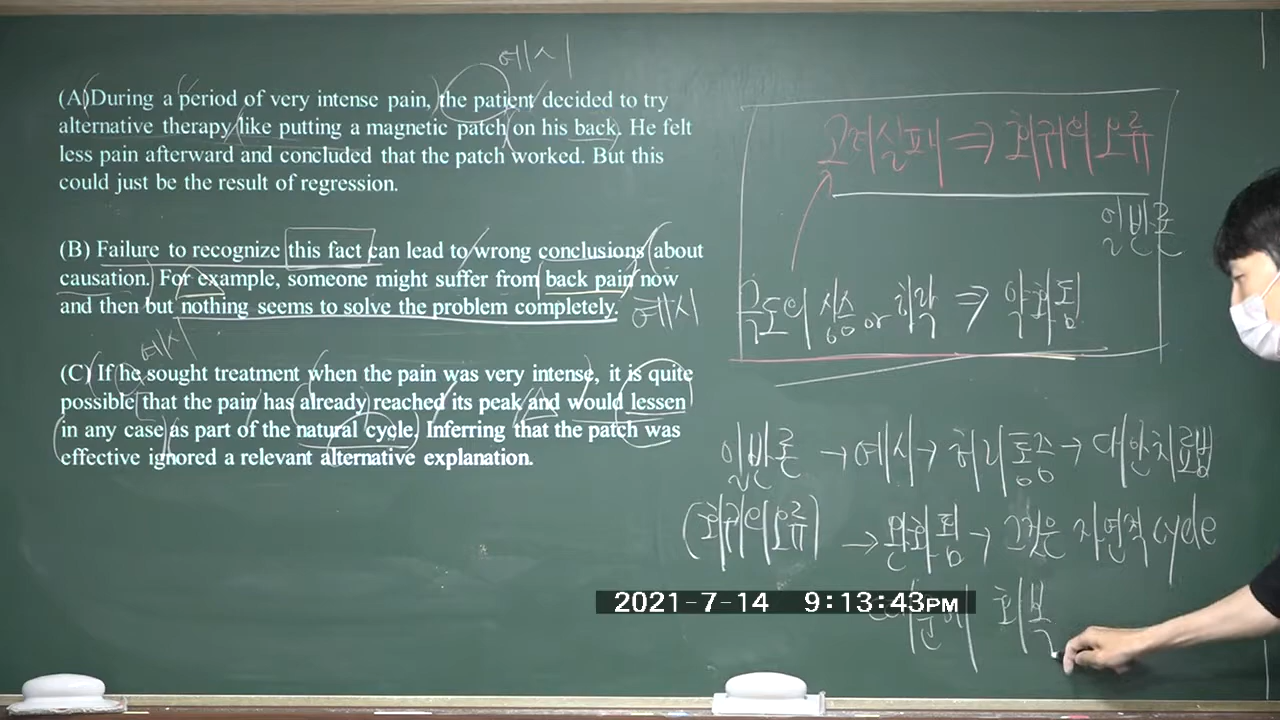 예시
(A) During a period of very intense pain, the patient decided to try
alternative therapy like putting a magnetic patch on his back. He felt
less pain afterward and concluded that the patch worked. But this
could just be the result of regression.
(B) Failure to recognize this fact can lead to wrong conclusions about
causation. For example, someone might suffer from back pain now
and then but nothing seems to solve the problem completely.
예시
예시
(C) If he sought treatment when the pain was very intense, it is quite
possible that the pain has already reached its peak and would lessen
in any case as part of the natural cycle. Inferring that the patch was
effective ignored a relevant alternative explanation.
고려실패 ⇒ 회귀의 오류
일반론
극도의 상승 or 하락 ⇒ 약화됨
일반론 → 예시 → 허리통증 → 대안치료법
(회귀의 오류) → 완화됨 → 그것은 자연적 cycle
때문에 회복
2021-7-14 9:13:43PM